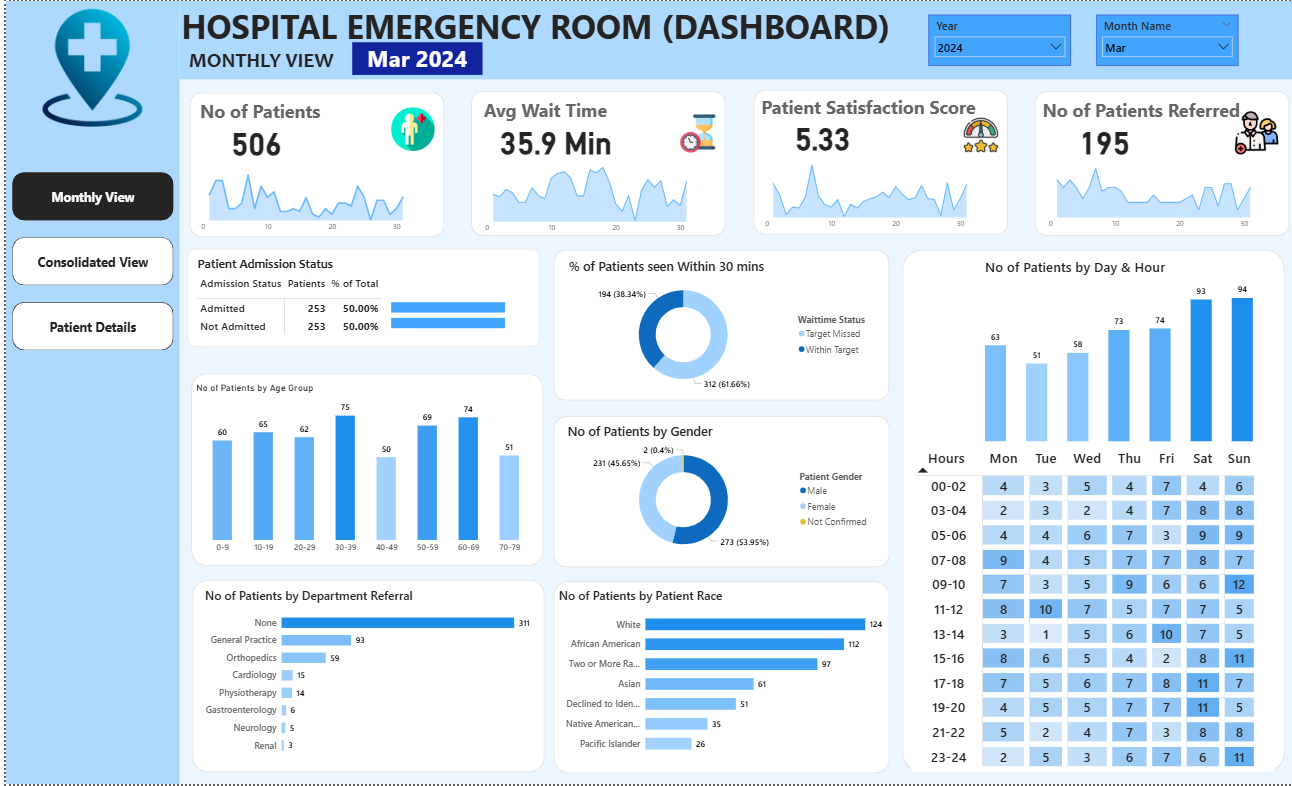 HOSPITAL EMERGENCY ROOM (DASHBOARD)
MONTHLY VIEW Mar 2024
Year
2024
Month Name
Mar
Monthly View
Consolidated View
Patient Details
No of Patients
506
0 10 20 30
Avg Wait Time
35.9 Min
0 10 20 30
Patient Satisfaction Score
5.33
0 10 20 30
No of Patients Referred
195
0 10 20 30
Patient Admission Status
Admission Status Patients % of Total
Admitted 253 50.00%
Not Admitted 253 50.00%
% of Patients seen Within 30 mins
194 (38.34%)
312 (61.66%)
Waittime Status
Target Missed
Within Target
No of Patients by Age Group
60 65 62 75 50 69 74 51
0-9 10-19 20-29 30-39 40-49 50-59 60-69 70-79
No of Patients by Gender
2 (0.4%)
231 (45.65%)
273 (53.95%)
Patient Gender
Male
Female
Not Confirmed
No of Patients by Department Referral
None 311
General Practice 93
Orthopedics 59
Cardiology 15
Physiotherapy 14
Gastroenterology 6
Neurology 5
Renal 3
No of Patients by Patient Race
White 124
African American 112
Two or More Ra... 97
Asian 61
Declined to Iden... 51
Native American... 35
Pacific Islander 26
No of Patients by Day & Hour
63 51 58 73 74 93 94
Hours Mon Tue Wed Thu Fri Sat Sun
00-02 4 3 5 4 7 4 6
03-04 2 3 2 4 7 8 8
05-06 4 4 6 7 3 9 9
07-08 9 4 5 7 7 8 7
09-10 7 3 5 9 6 6 12
11-12 8 10 7 5 7 7 5
13-14 3 1 5 6 10 7 5
15-16 8 6 5 4 2 8 11
17-18 7 5 6 7 8 11 7
19-20 4 5 5 7 7 11 5
21-22 5 2 4 7 3 8 8
23-24 2 5 3 6 7 6 11